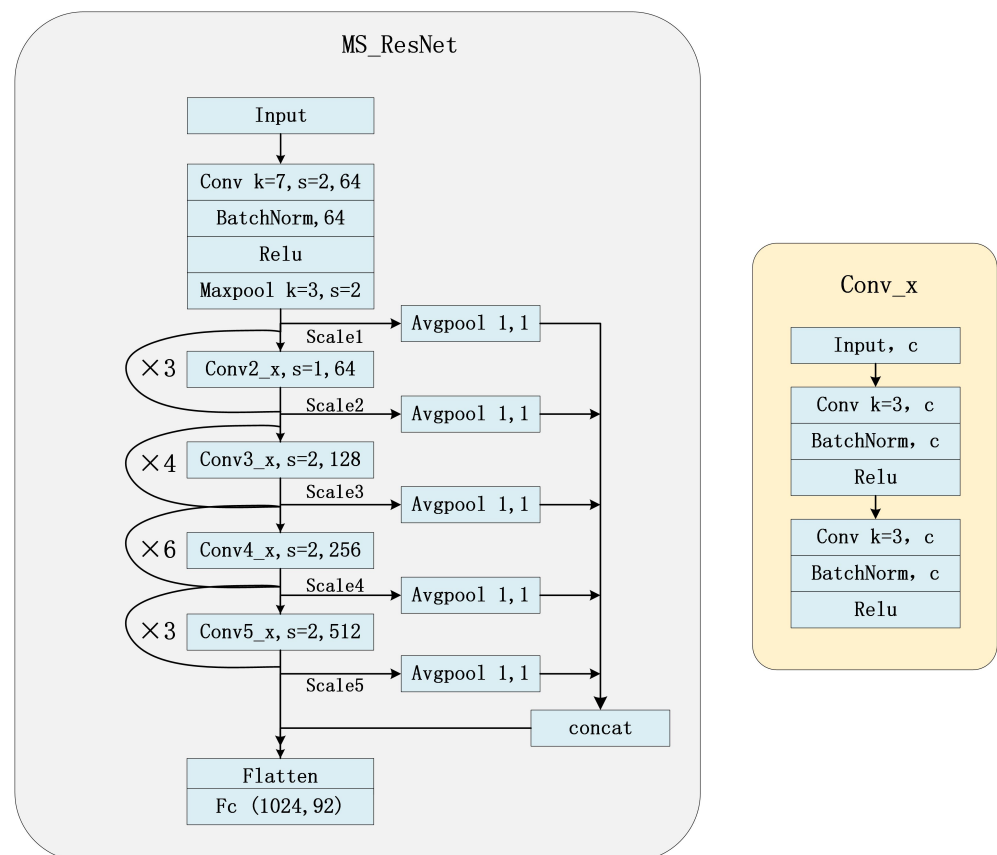 MS_ResNet
Input
Conv k=7,s=2,64
BatchNorm,64
Relu
Maxpool k=3,s=2
Scale1
Avgpool 1,1
×3
Conv2_x,s=1,64
Scale2
Avgpool 1,1
×4
Conv3_x,s=2,128
Scale3
Avgpool 1,1
×6
Conv4_x,s=2,256
Scale4
Avgpool 1,1
×3
Conv5_x,s=2,512
Scale5
Avgpool 1,1
concat
Flatten
Fc (1024,92)
Conv_x
Input, c
Conv k=3, c
BatchNorm, c
Relu
Conv k=3, c
BatchNorm, c
Relu